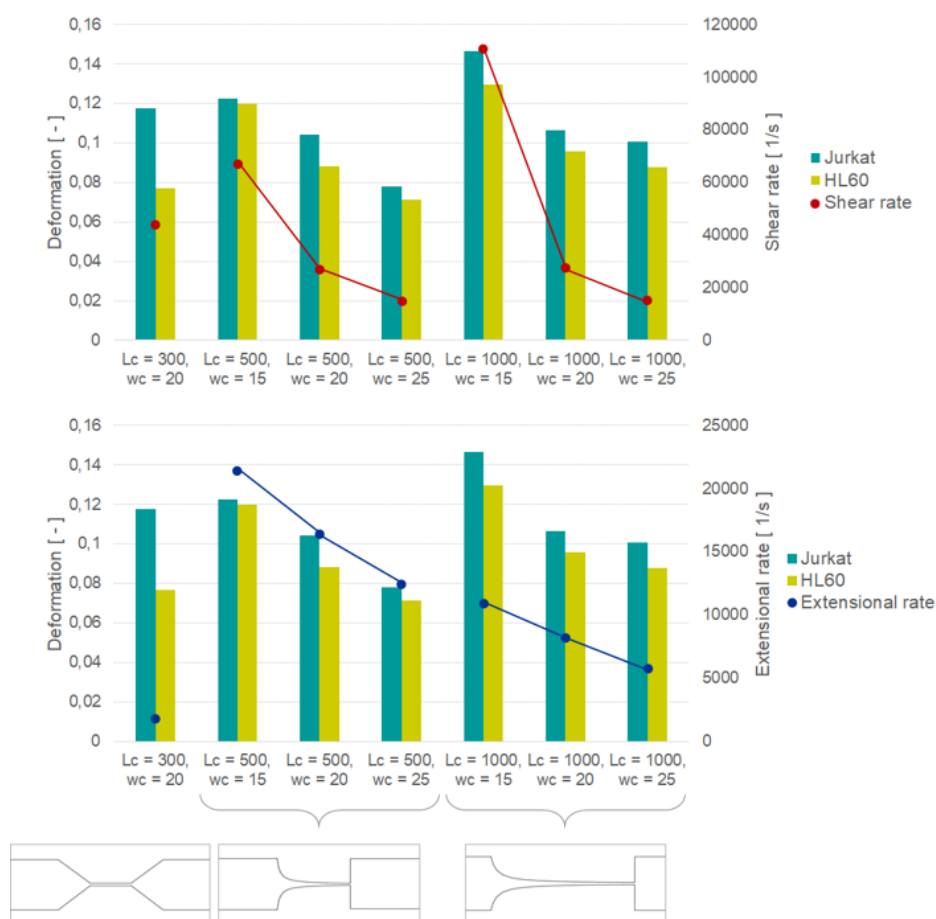 0,16
0,14
0,12
0,1
0,08
0,06
0,04
0,02
0
Deformation [ - ]
120000
100000
80000
60000
40000
20000
0
Shear rate [ 1/s ]
Jurkat
HL60
Shear rate
Lc = 300, wc = 20
Lc = 500, wc = 15
Lc = 500, wc = 20
Lc = 500, wc = 25
Lc = 1000, wc = 15
Lc = 1000, wc = 20
Lc = 1000, wc = 25
0,16
0,14
0,12
0,1
0,08
0,06
0,04
0,02
0
Deformation [ - ]
25000
20000
15000
10000
5000
0
Extensional rate [ 1/s ]
Jurkat
HL60
Extensional rate
Lc = 300, wc = 20
Lc = 500, wc = 15
Lc = 500, wc = 20
Lc = 500, wc = 25
Lc = 1000, wc = 15
Lc = 1000, wc = 20
Lc = 1000, wc = 25